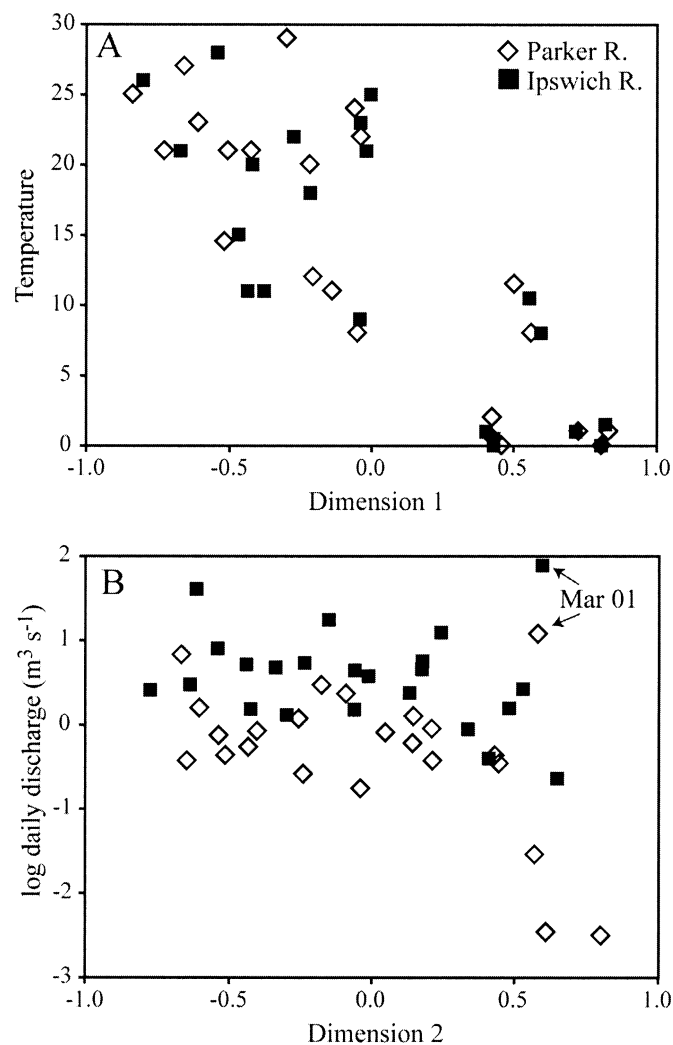 A
Parker R.
Ipswich R.
30
25
20
15
10
5
0
Temperature
-1.0 -0.5 0.0 0.5 1.0
Dimension 1
B
Mar 01
2
1
0
-1
-2
-3
log daily discharge (m³ s⁻¹)
-1.0 -0.5 0.0 0.5 1.0
Dimension 2